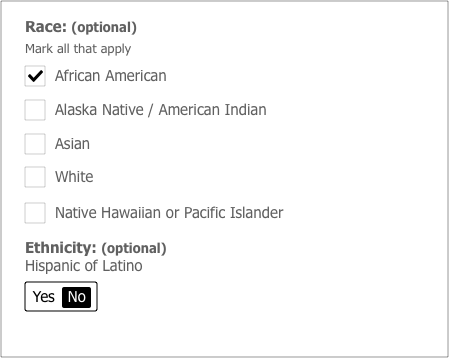 Race: (optional)
Mark all that apply
African American
Alaska Native / American Indian
Asian
White
Native Hawaiian or Pacific Islander
Ethnicity: (optional)
Hispanic of Latino
Yes No